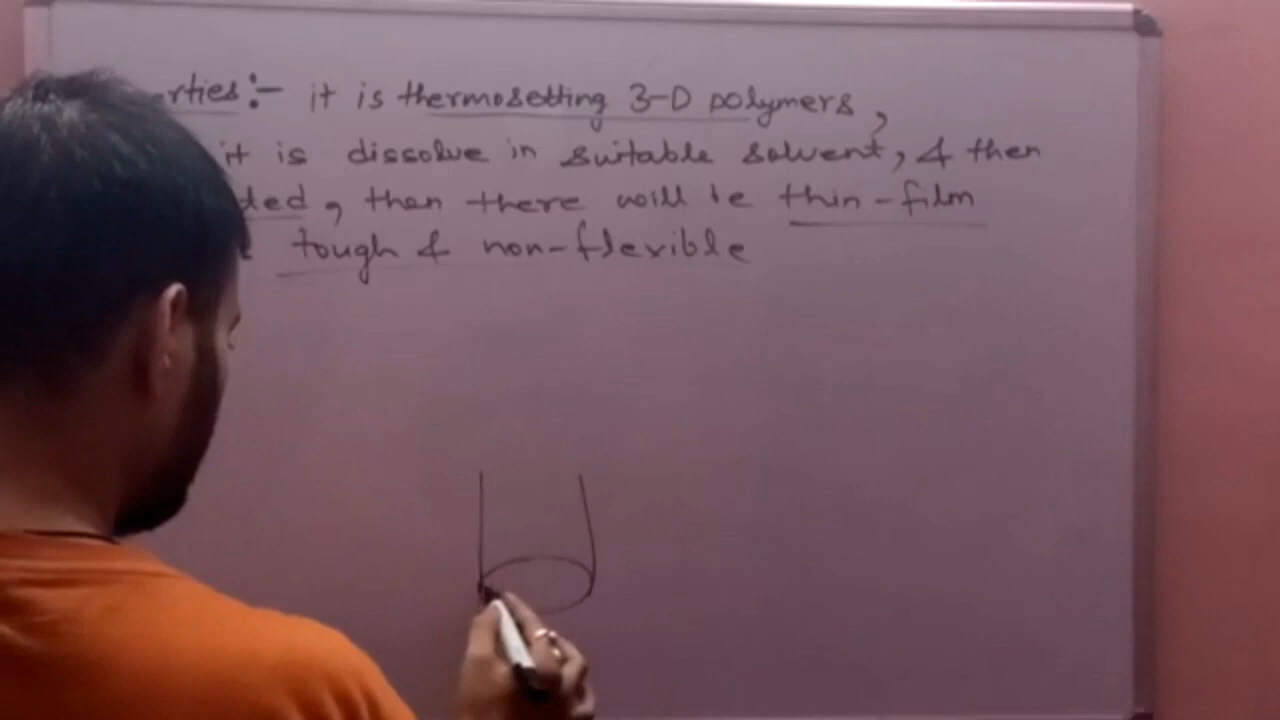 rties:- it is thermosetting 3-D polymers,
it is dissolve in suitable solvent, & then
ded, then there will be thin-film
tough & non-flexible